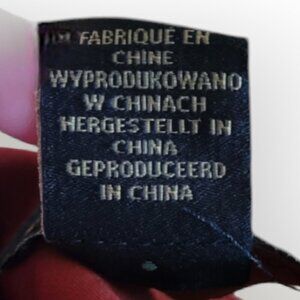 FABRIQUE EN
CHINE
WYPRODUKOWANO
W CHINACH
HERGESTELLT IN
CHINA
GEPRODUCEERD
IN CHINA